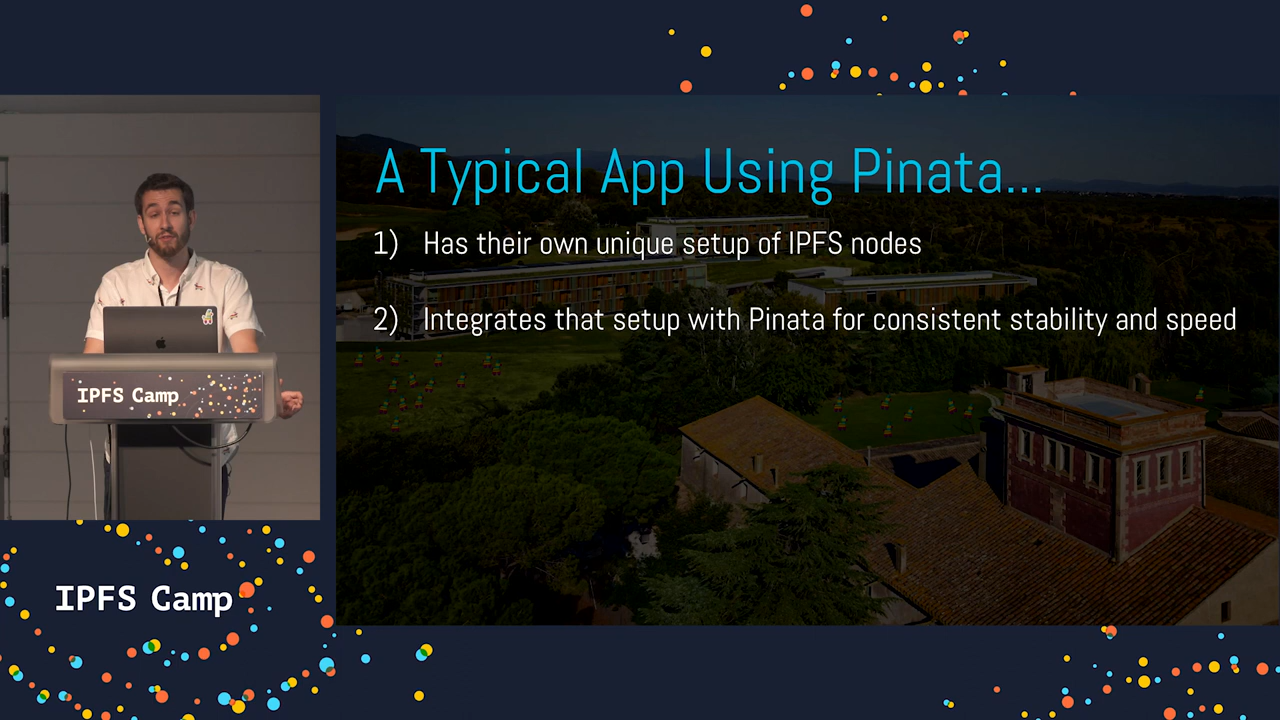 A Typical App Using Pinata...
1) Has their own unique setup of IPFS nodes
2) Integrates that setup with Pinata for consistent stability and speed
IPFS Camp
IPFS Camp